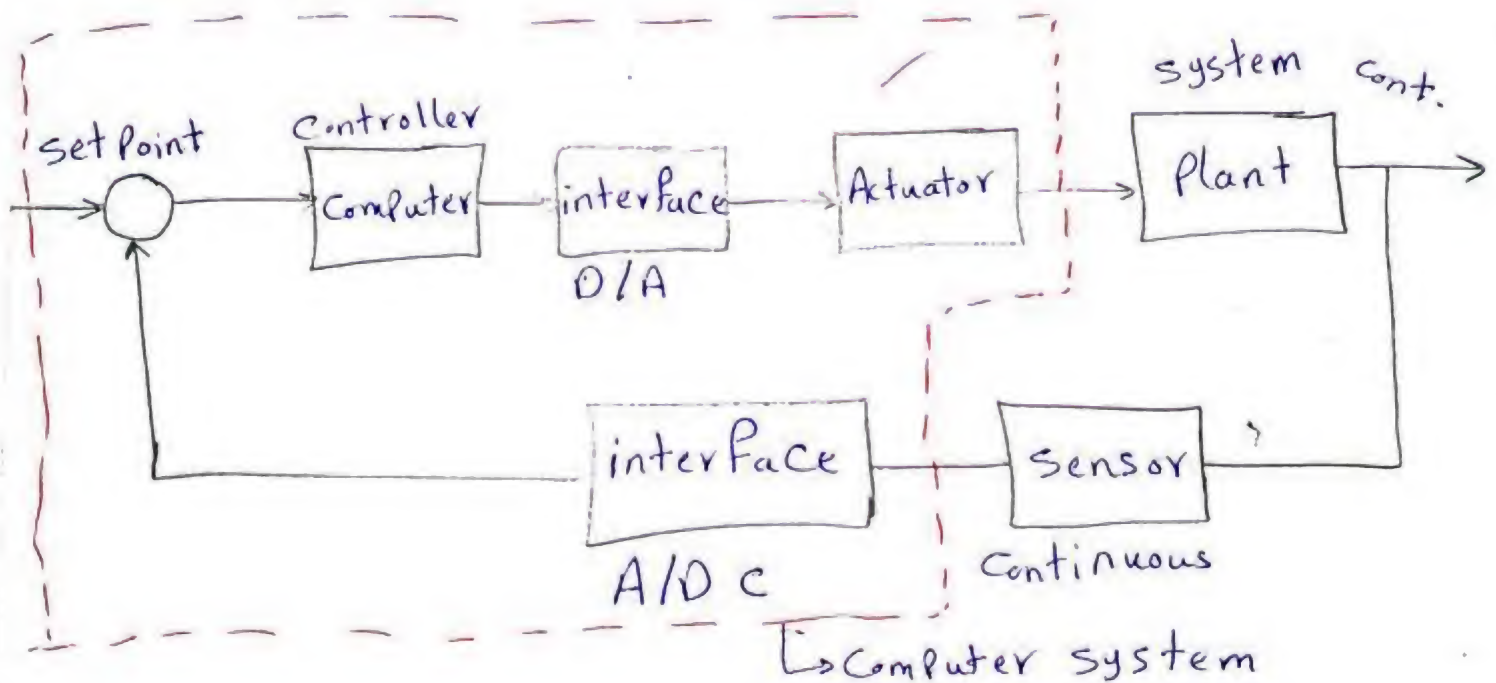 system cont.
Set Point
Controller
Computer
interface
Actuator
Plant
D/A
interface
Sensor
A/D C
Continuous
Computer system